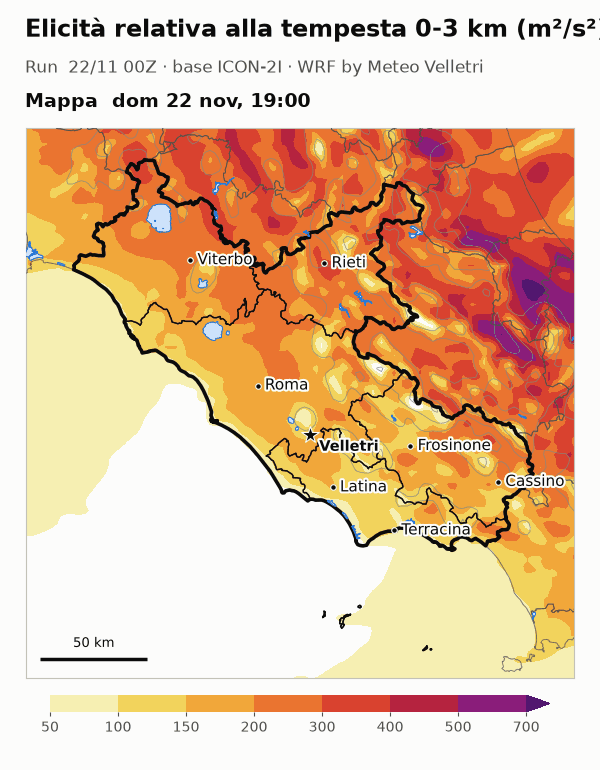 Elicità relativa alla tempesta 0-3 km (m²/s²)
Run  22/11 00Z · base ICON-2I · WRF by Meteo Velletri
Mappa  dom 22 nov, 19:00
Viterbo
Rieti
Roma
Velletri
Frosinone
Cassino
Latina
Terracina
50 km
50 100 150 200 300 400 500 700